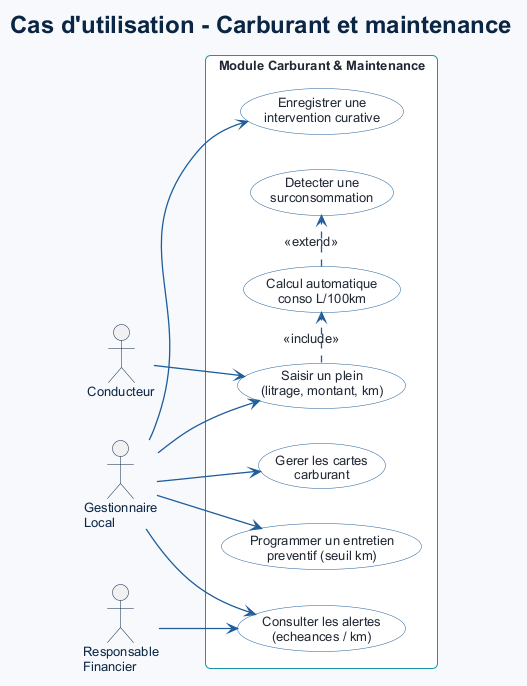 Cas d'utilisation - Carburant et maintenance
Module Carburant & Maintenance
Enregistrer une
intervention curative
Detecter une
surconsommation
«extend»
Calcul automatique
conso L/100km
«include»
Saisir un plein
(litrage, montant, km)
Conducteur
Gerer les cartes
carburant
Gestionnaire
Local
Programmer un entretien
preventif (seuil km)
Consulter les alertes
(echeances / km)
Responsable
Financier